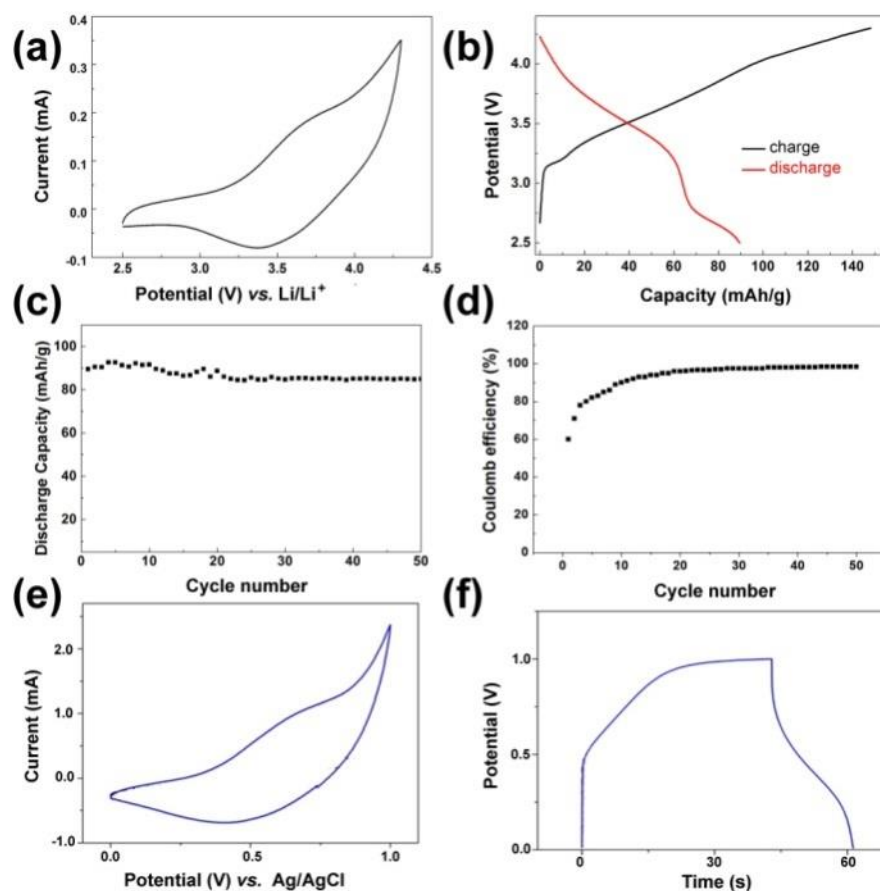 (a)
0.4
0.3
0.2
0.1
0.0
-0.1
Current (mA)
2.5 3.0 3.5 4.0 4.5
Potential (V) vs. Li/Li+
(b)
4.0
3.5
3.0
2.5
Potential (V)
charge
discharge
0 20 40 60 80 100 120 140
Capacity (mAh/g)
(c)
100
80
60
40
20
Discharge Capacity (mAh/g)
0 10 20 30 40 50
Cycle number
(d)
120
100
80
60
40
20
0
Coulomb efficiency (%)
0 10 20 30 40 50
Cycle number
(e)
2.0
1.0
0.0
-1.0
Current (mA)
0.0 0.5 1.0
Potential (V) vs. Ag/AgCl
(f)
1.0
0.5
0.0
Potential (V)
0 30 60
Time (s)